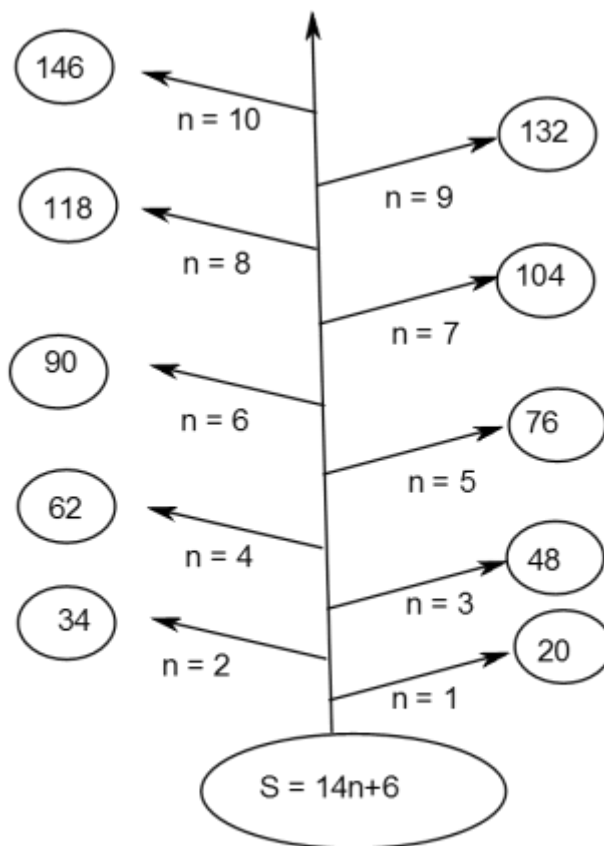 146
n = 10
132
n = 9
118
n = 8
104
n = 7
90
n = 6
76
n = 5
62
n = 4
48
n = 3
34
n = 2
20
n = 1
S = 14n+6